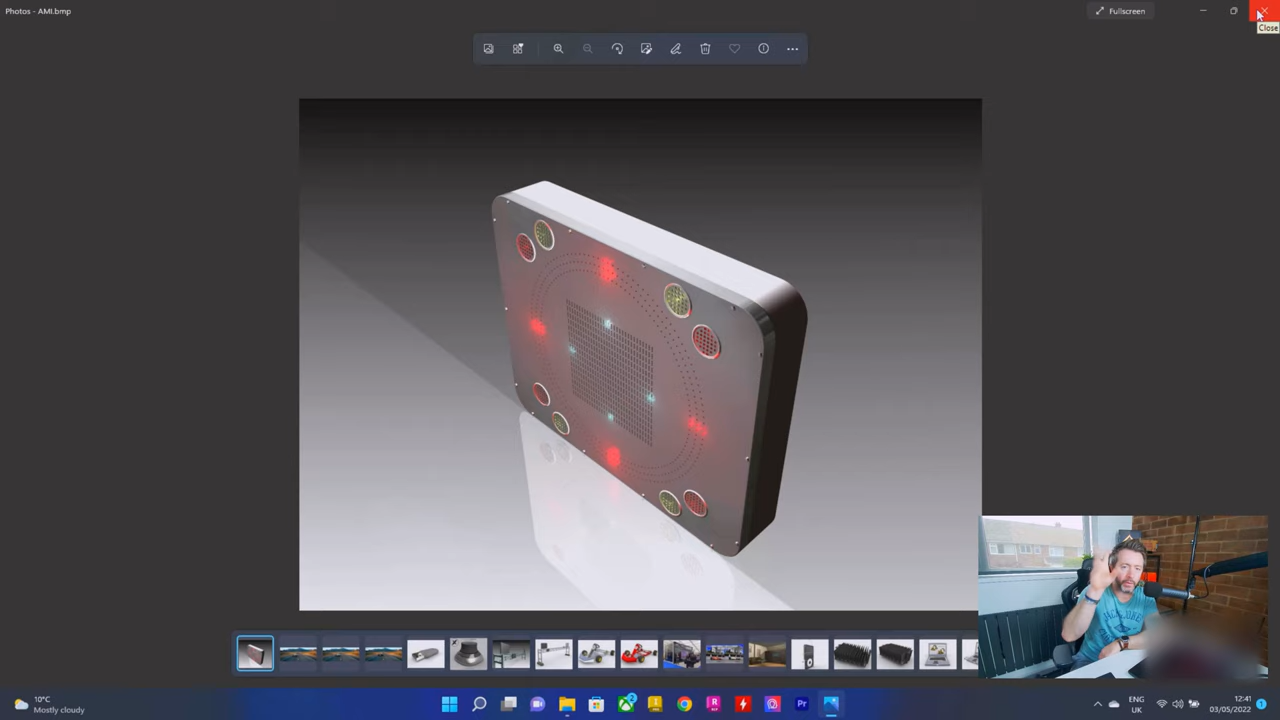 Photos - AMI.bmp
Fullscreen
Close
10°C
Mostly cloudy
ENG
UK
12:41
03/05/2022